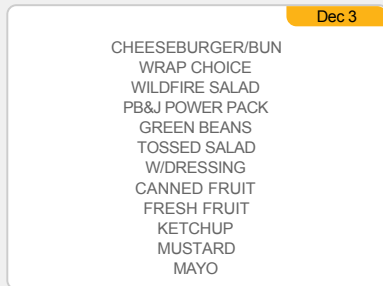 Dec 3
CHEESEBURGER/BUN
WRAP CHOICE
WILDFIRE SALAD
PB&J POWER PACK
GREEN BEANS
TOSSED SALAD
W/DRESSING
CANNED FRUIT
FRESH FRUIT
KETCHUP
MUSTARD
MAYO